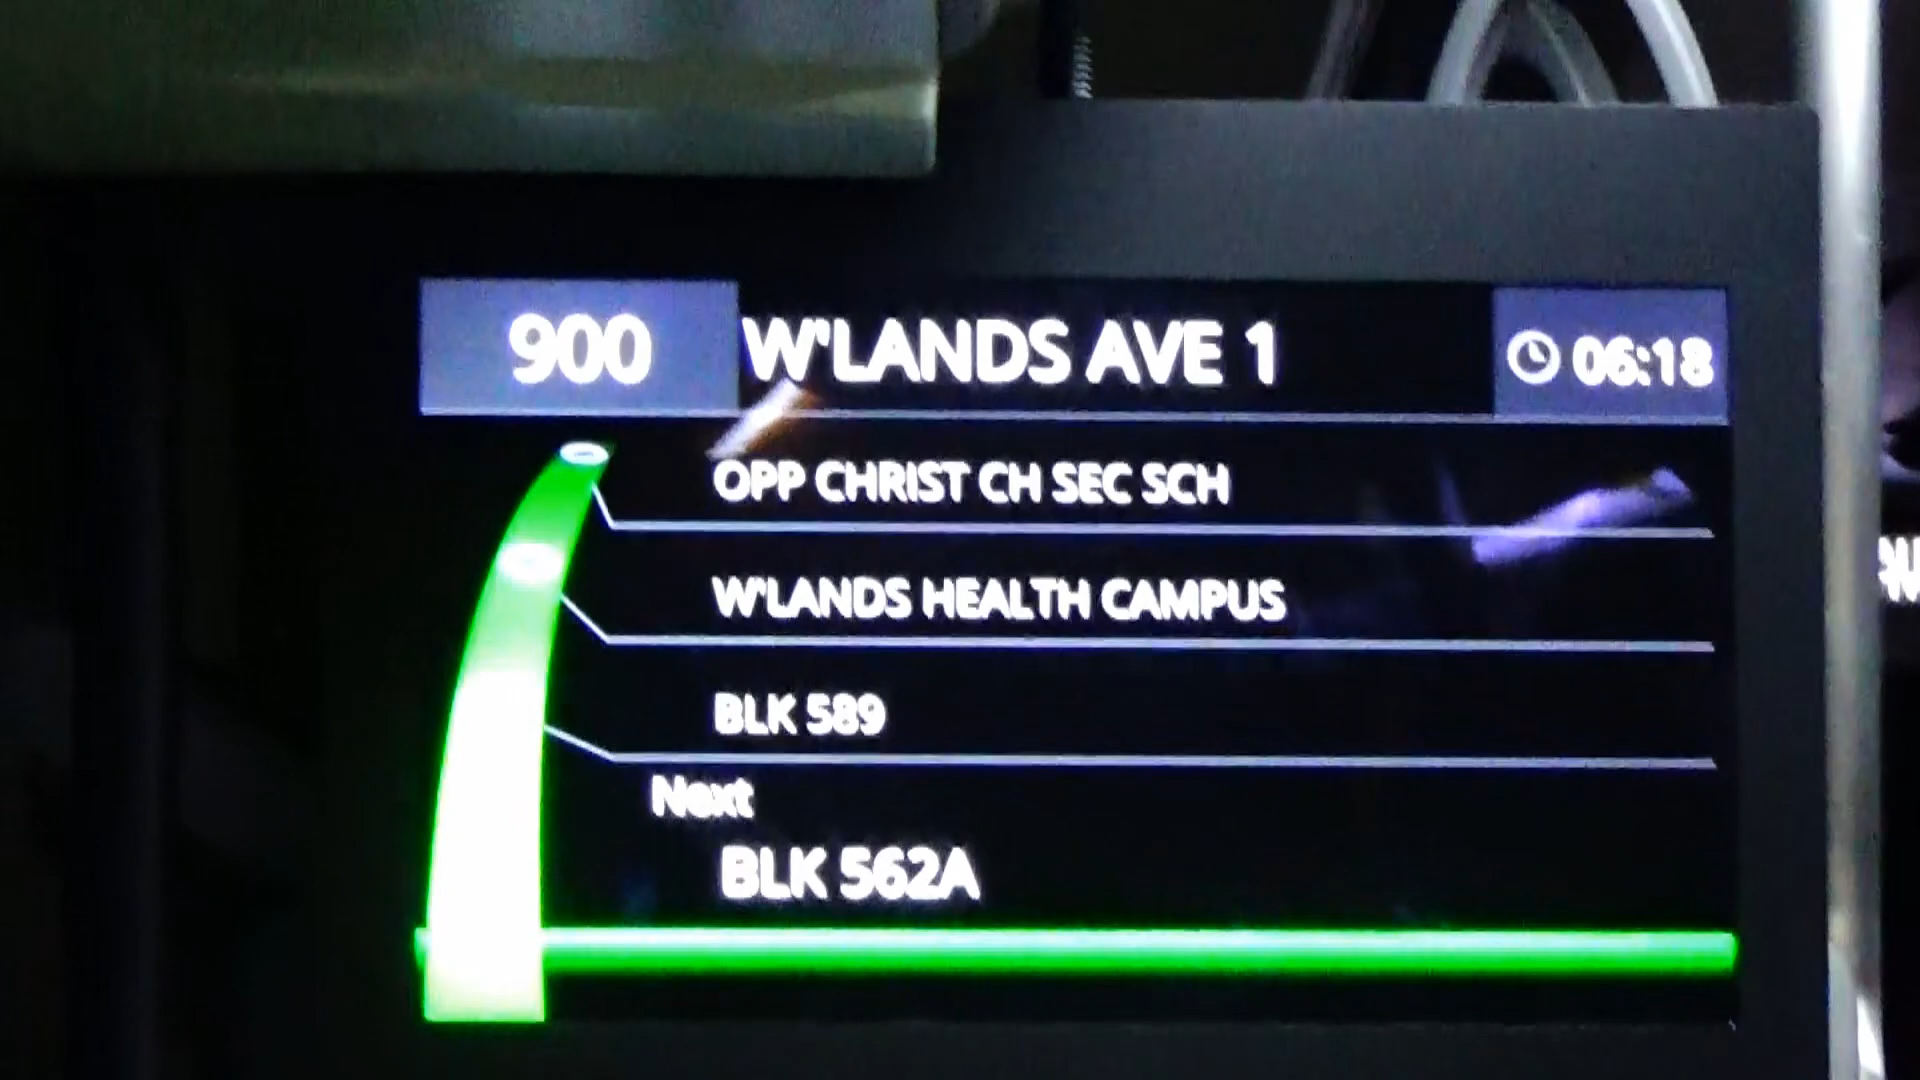 900 W'LANDS AVE 1 06:18
OPP CHRIST CH SEC SCH
W'LANDS HEALTH CAMPUS
BLK 589
Next
BLK 562A